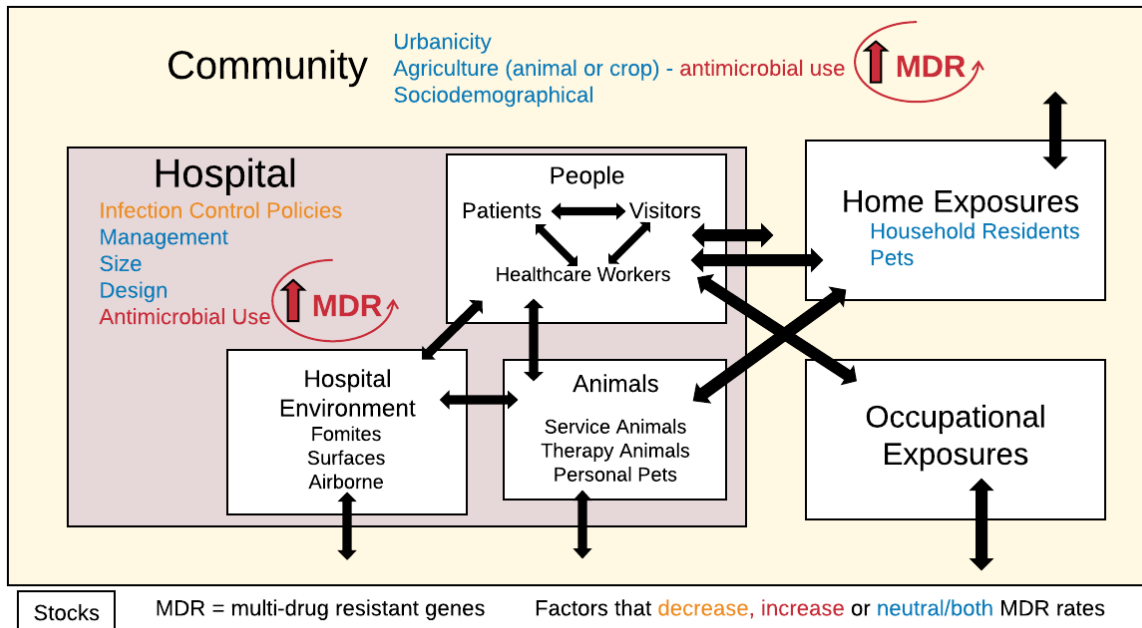 Community
Urbanicity
Agriculture (animal or crop) - antimicrobial use
Sociodemographical
MDR
Hospital
Infection Control Policies
Management
Size
Design
Antimicrobial Use
MDR
People
Patients
Visitors
Healthcare Workers
Home Exposures
Household Residents
Pets
Hospital
Environment
Fomites
Surfaces
Airborne
Animals
Service Animals
Therapy Animals
Personal Pets
Occupational
Exposures
Stocks
MDR = multi-drug resistant genes
Factors that decrease, increase or neutral/both MDR rates